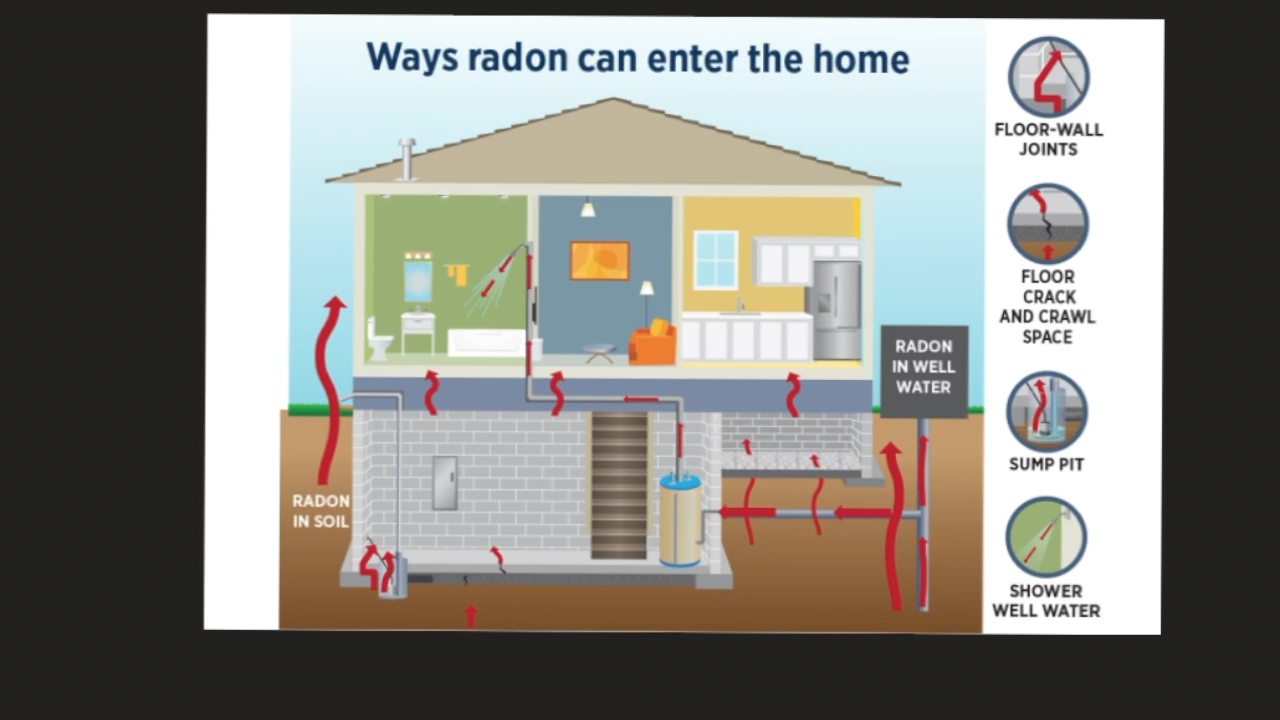 Ways radon can enter the home
FLOOR-WALL
JOINTS
FLOOR
CRACK
AND CRAWL
SPACE
RADON
IN WELL
WATER
SUMP PIT
RADON
IN SOIL
SHOWER
WELL WATER